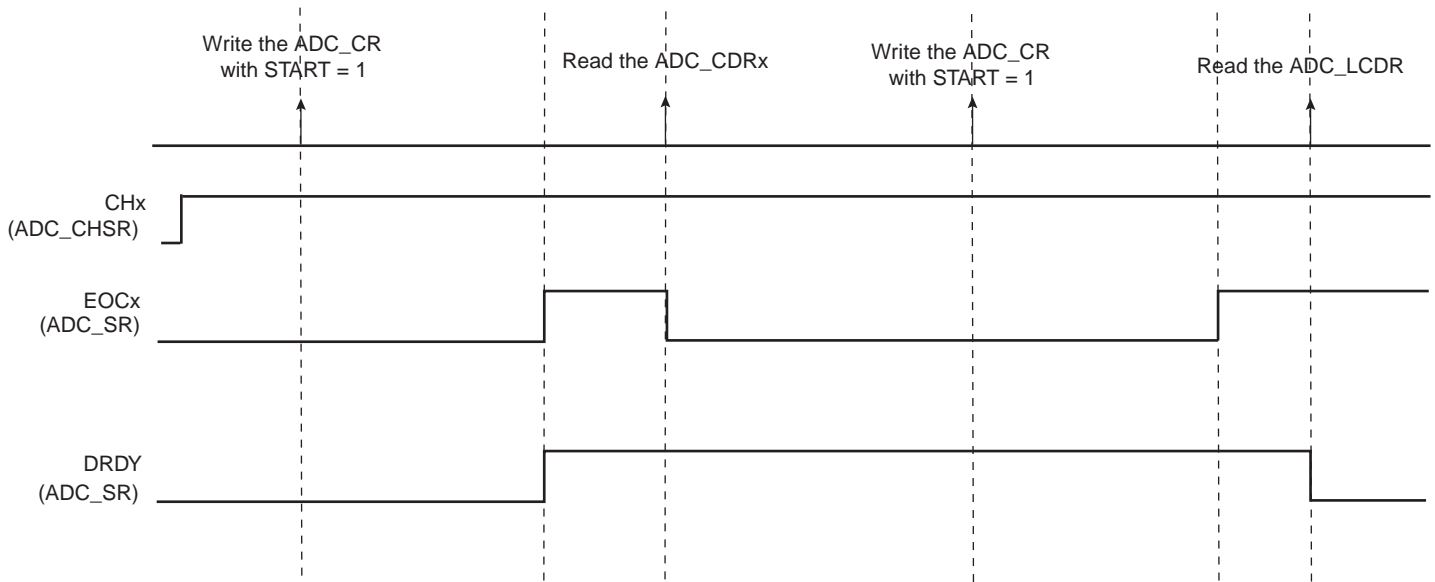 Write the ADC_CR
with START = 1
Read the ADC_CDRx
Write the ADC_CR
with START = 1
Read the ADC_LCDR
CHx
(ADC_CHSR)
EOCx
(ADC_SR)
DRDY
(ADC_SR)